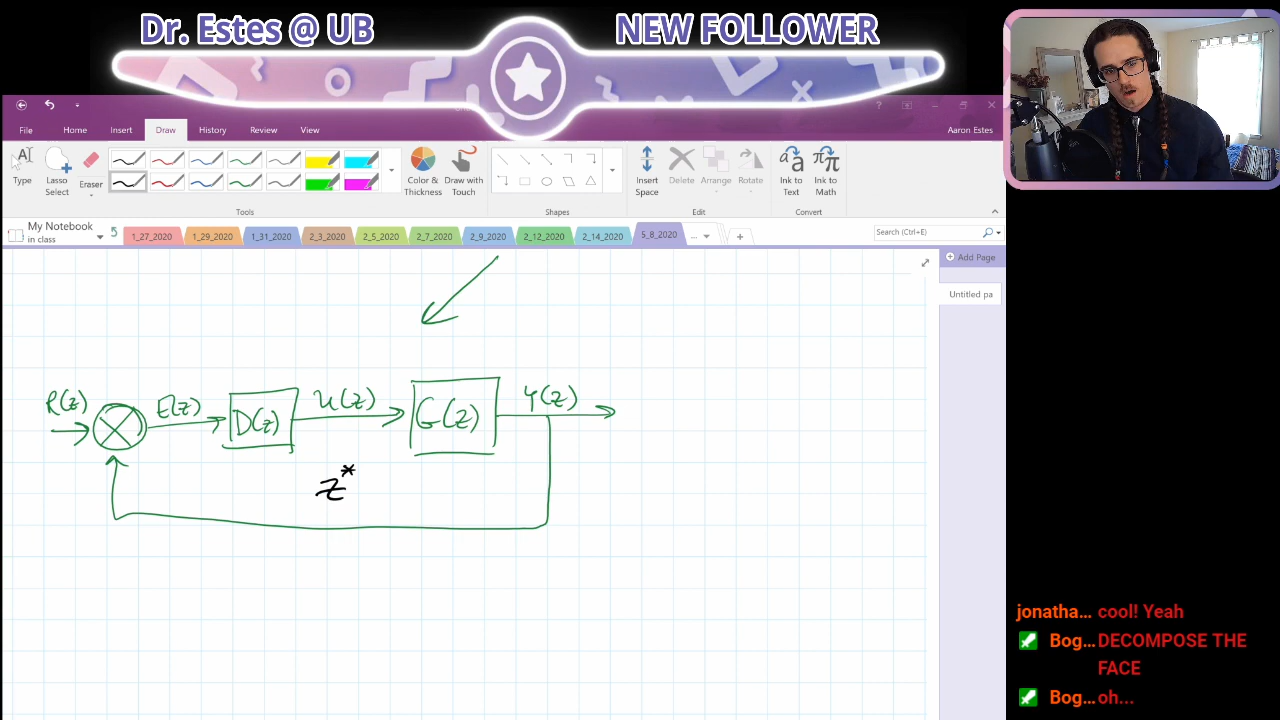 Dr. Estes @ UB
NEW FOLLOWER
File
Home
Insert
Draw
History
Review
View
Aaron Estes
Type
Lasso Select
Eraser
Color & Thickness
Draw with Touch
Insert Space
Delete
Arrange
Rotate
Ink to Text
Ink to Math
Tools
Shapes
Edit
Convert
My Notebook
in class
1_27_2020
1_29_2020
1_31_2020
2_3_2020
2_5_2020
2_7_2020
2_9_2020
2_12_2020
2_14_2020
5_8_2020
...
Search (Ctrl+E)
Add Page
Untitled pa
R(z)
E(z)
D(z)
u(z)
G(z)
Y(z)
z*
jonatha... cool! Yeah
Bog... DECOMPOSE THE
FACE
Bog... oh...